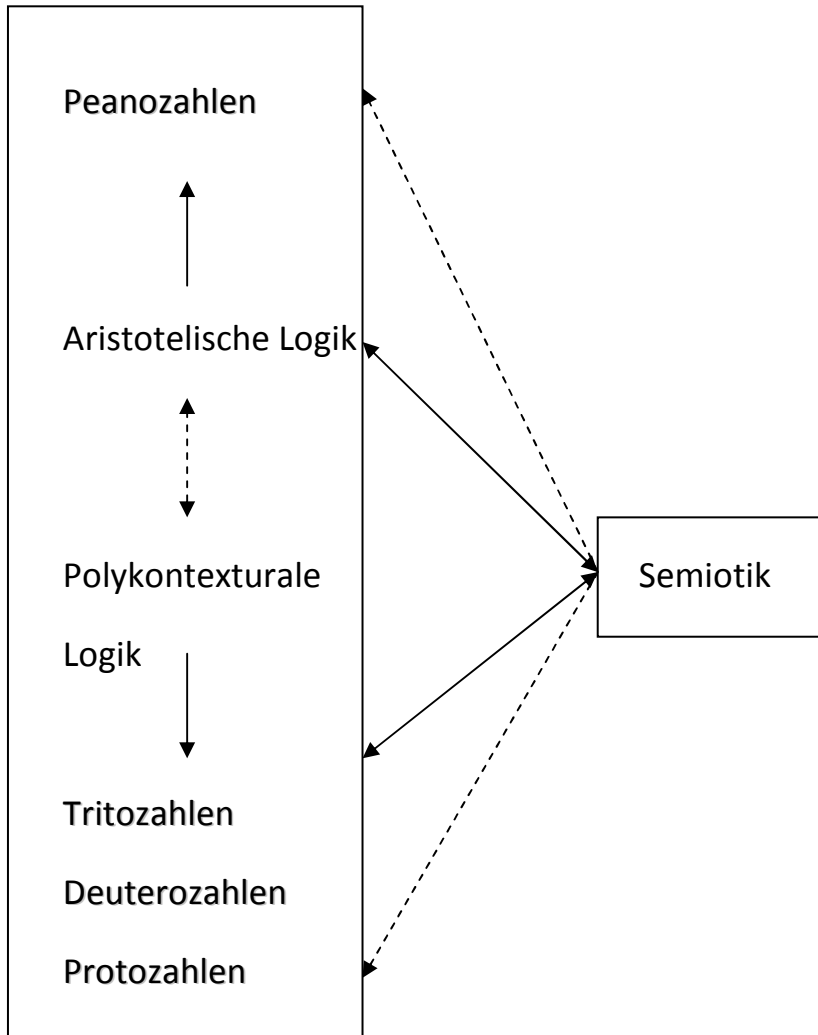 Peanozahlen
Aristotelische Logik
Polykontexturale
Semiotik
Logik
Tritozahlen
Deuterozahlen
Protozahlen